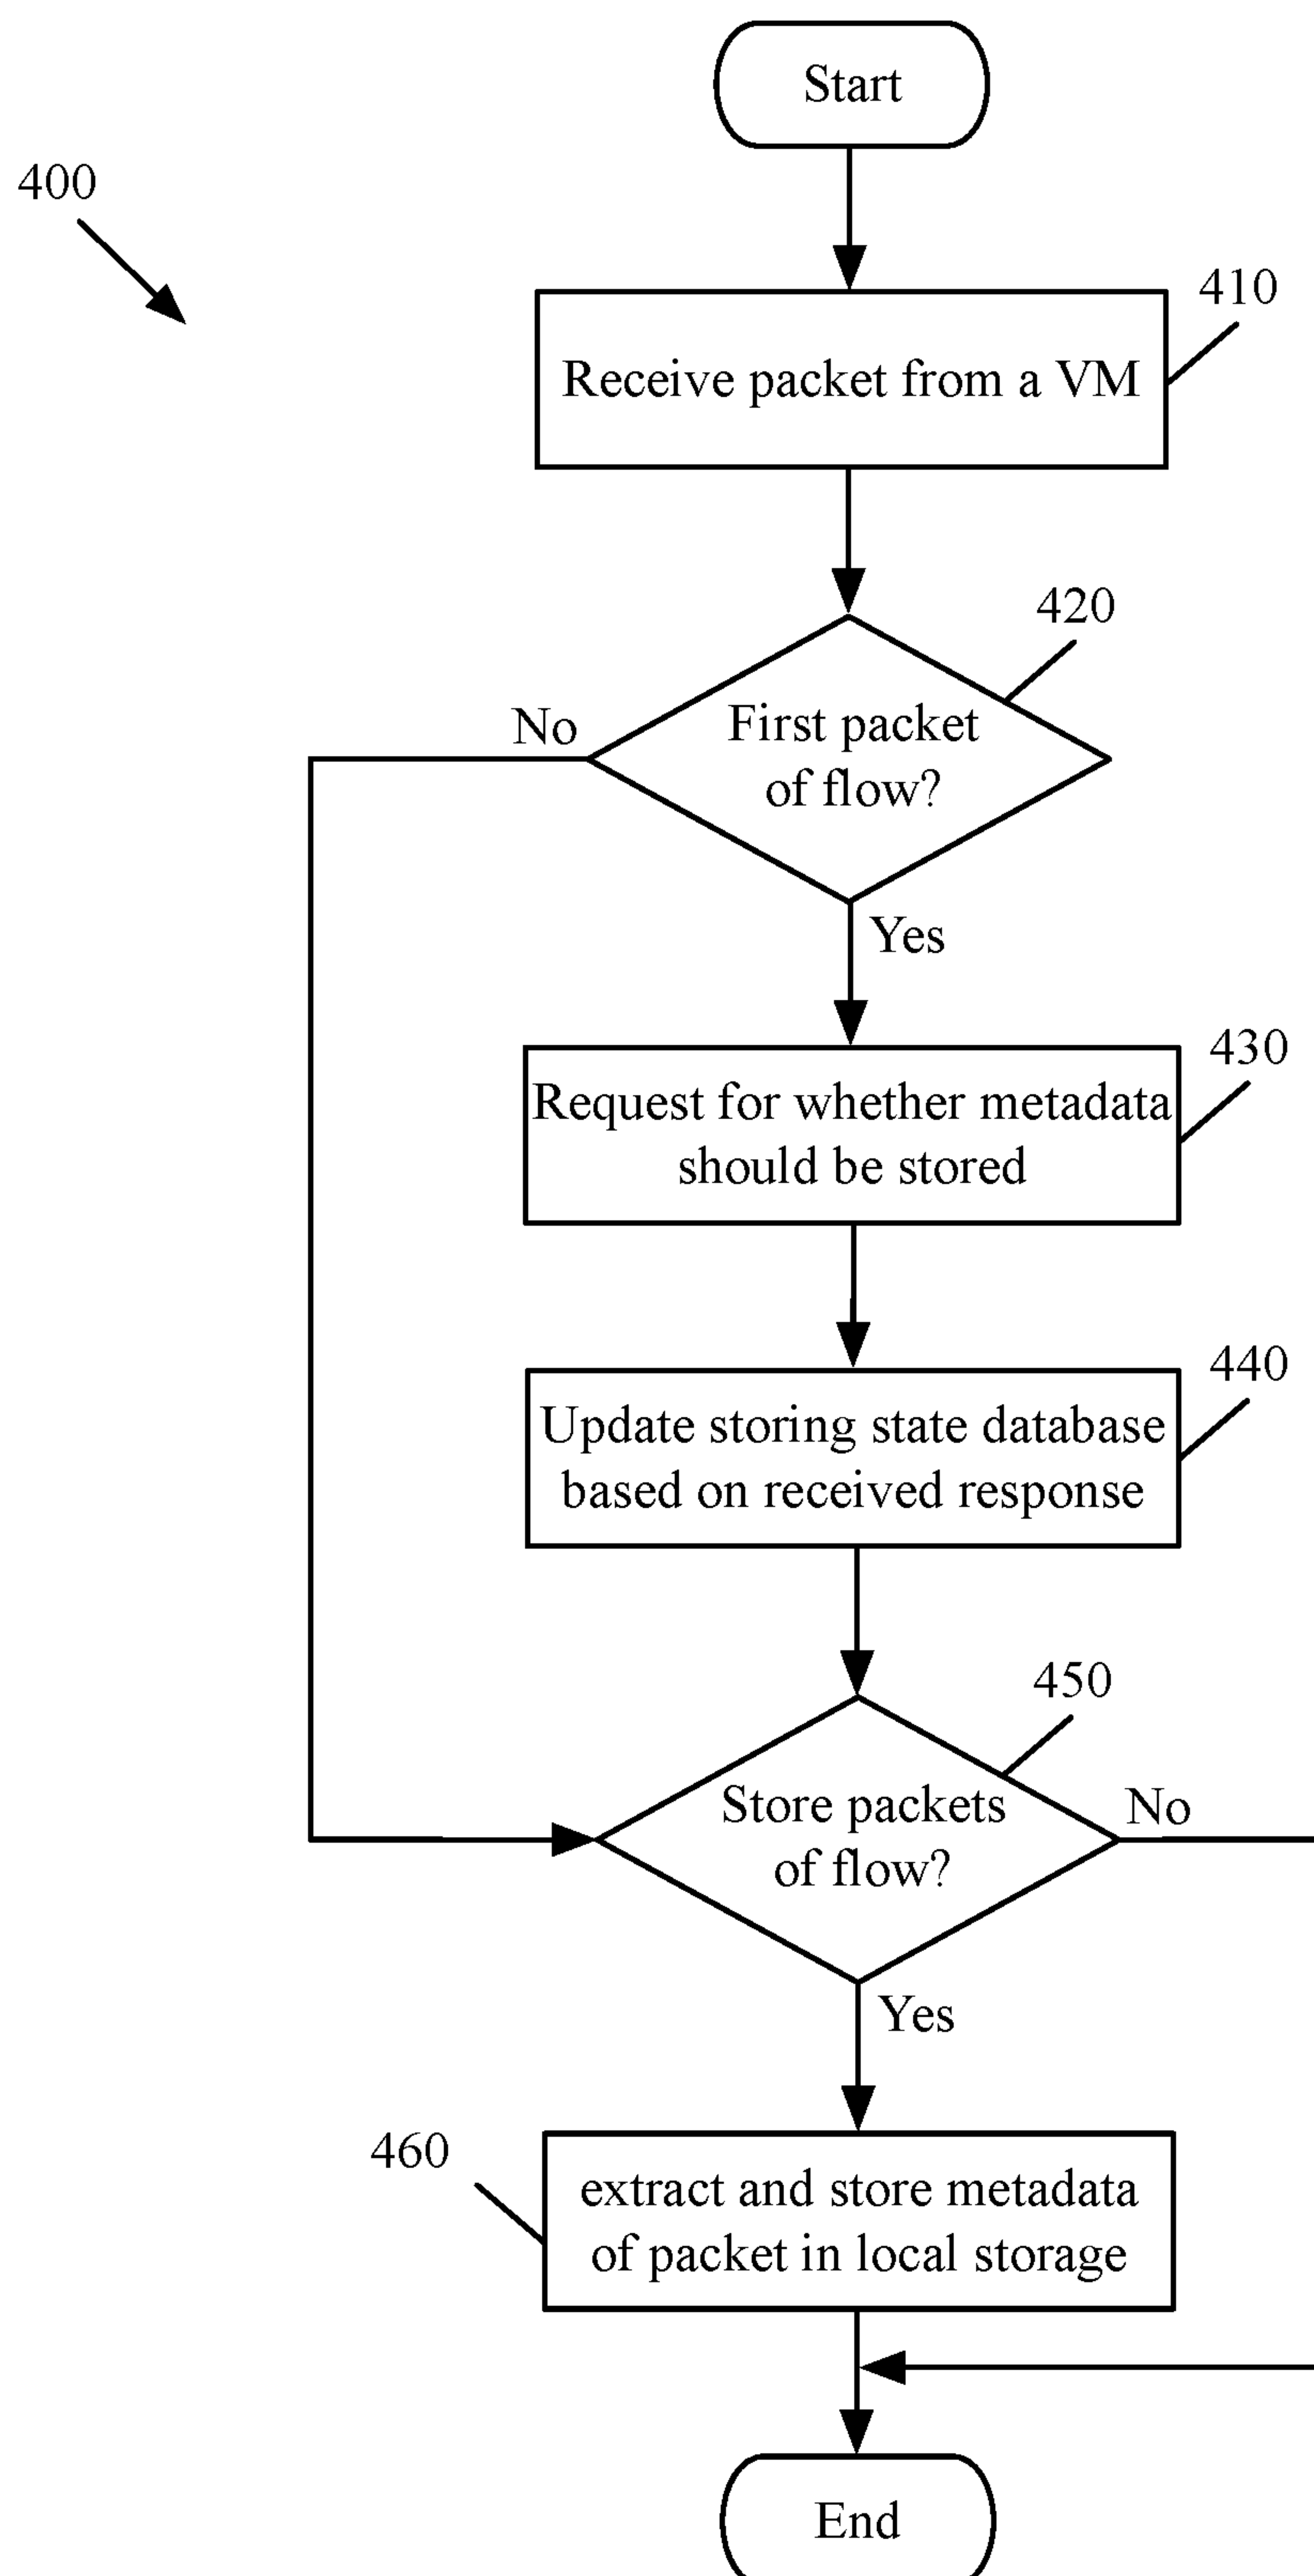 Start
400
410
Receive packet from a VM
420
No
First packet
of flow?
Yes
430
Request for whether metadata
should be stored
440
Update storing state database
based on received response
450
Store packets
of flow?
No
Yes
460
extract and store metadata
of packet in local storage
End